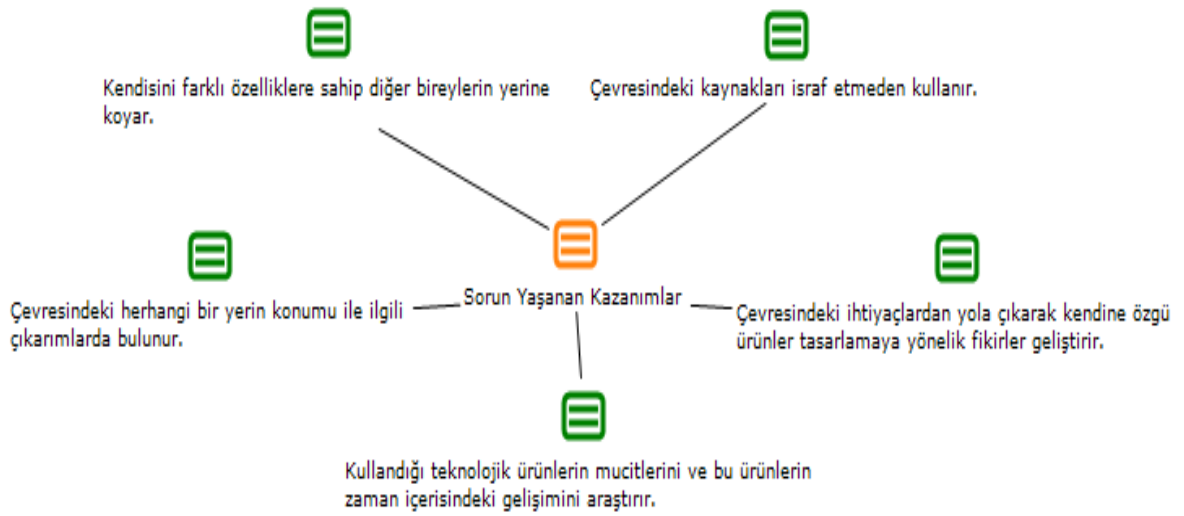 Kendisini farklı özelliklere sahip diğer bireylerin yerine
koyar.
Çevresindeki kaynakları israf etmeden kullanır.
Sorun Yaşanan Kazanımlar
Çevresindeki herhangi bir yerin konumu ile ilgili
çıkarımlarda bulunur.
Çevresindeki ihtiyaçlardan yola çıkarak kendine özgü
ürünler tasarlamaya yönelik fikirler geliştirir.
Kullandığı teknolojik ürünlerin mucitlerini ve bu ürünlerin
zaman içerisindeki gelişimini araştırır.